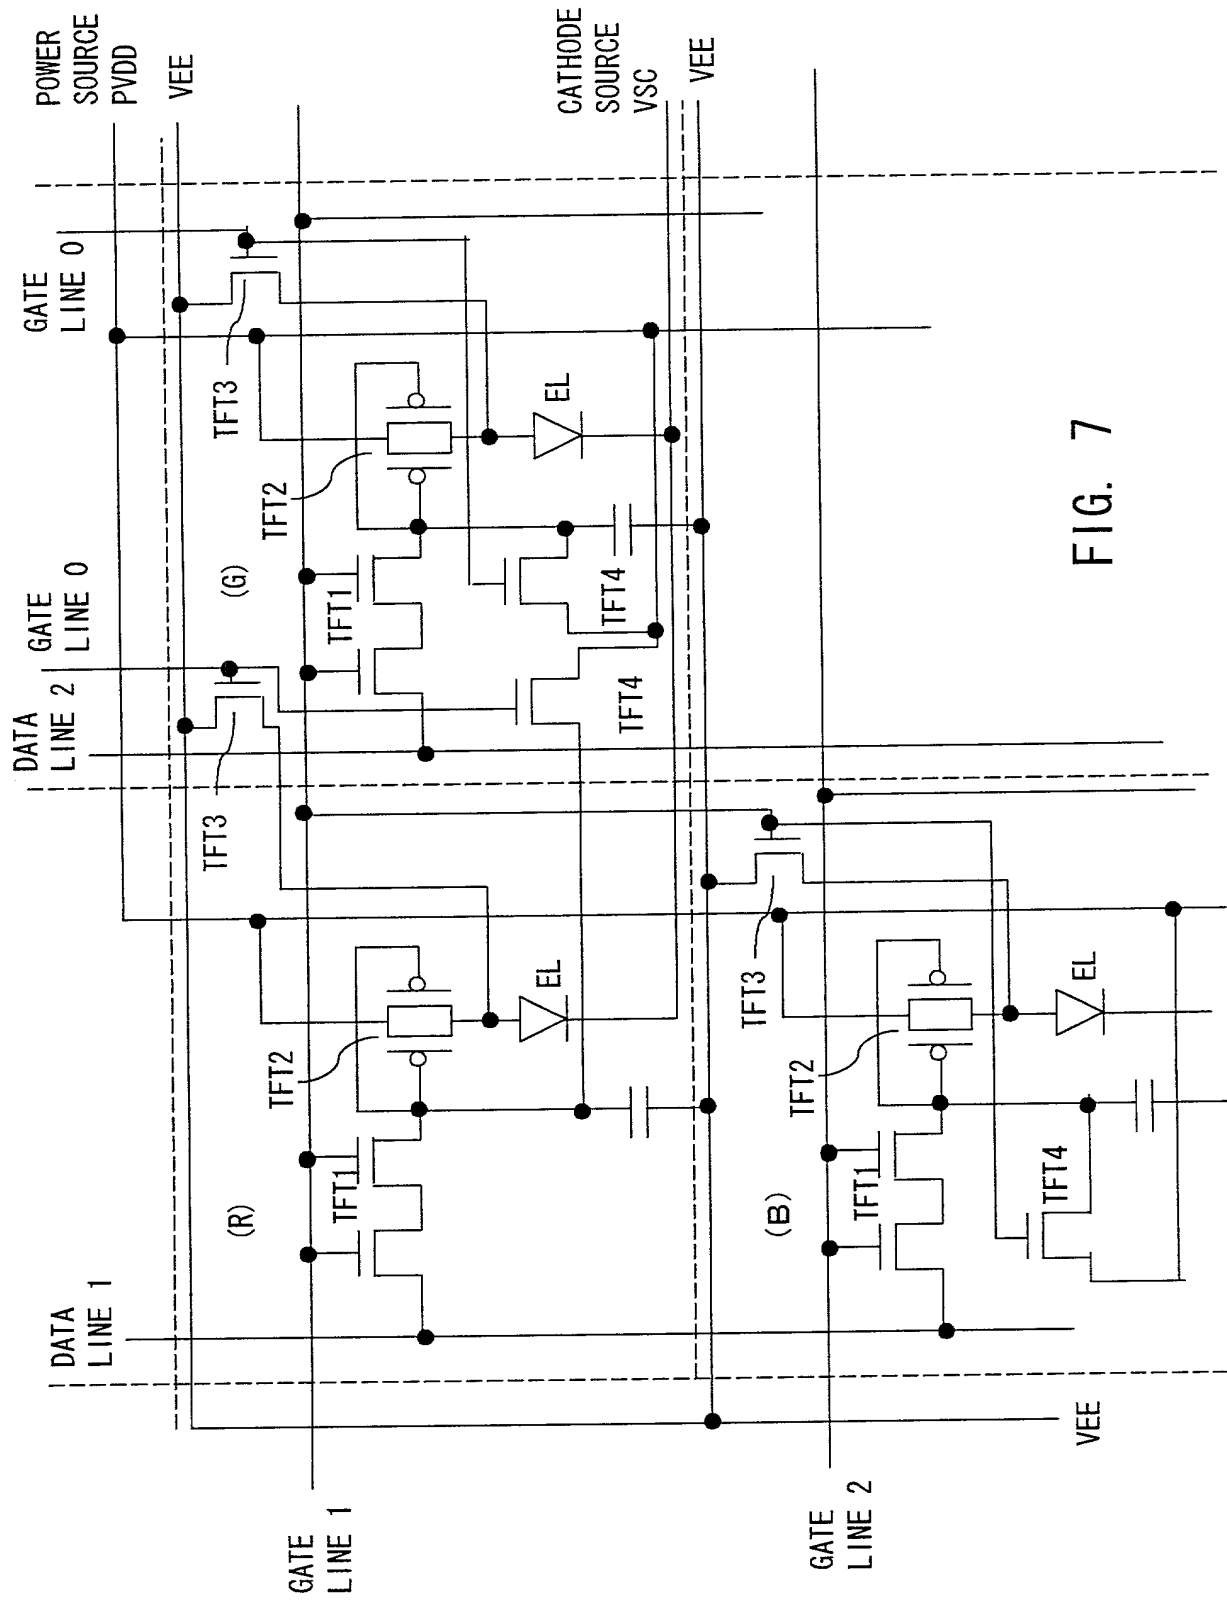 POWER
SOURCE
PVDD
VEE
GATE
LINE 0
GATE
LINE 0
DATA
LINE 2
DATA
LINE 1
CATHODE
SOURCE
VSC
VEE
TFT3
TFT2
EL
(G)
TFT1
TFT4
TFT3
TFT4
(R)
TFT1
TFT2
EL
GATE
LINE 1
TFT3
TFT2
EL
(B)
TFT1
TFT4
GATE
LINE 2
VEE
FIG. 7